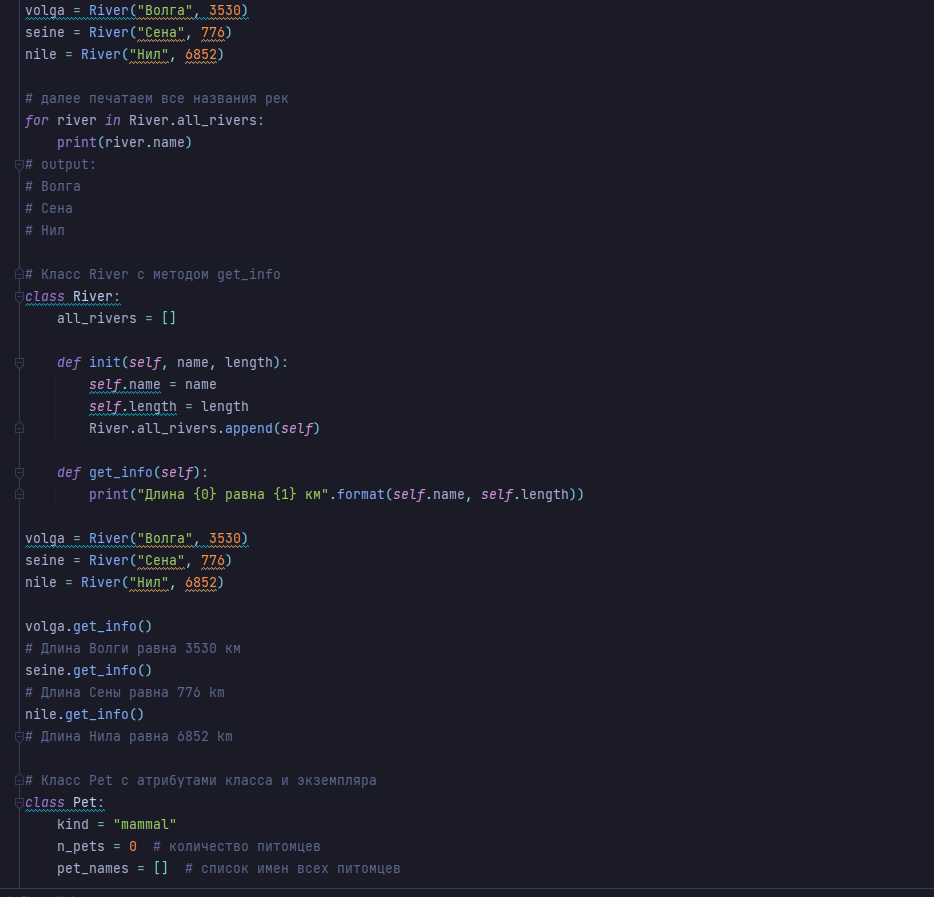 volga = River("Волга", 3530)
seine = River("Сена", 776)
nile = River("Нил", 6852)
# далее печатаем все названия рек
for river in River.all_rivers:
    print(river.name)
# output:
# Волга
# Сена
# Нил
# Класс River с методом get_info
class River:
    all_rivers = []
    def init(self, name, length):
        self.name = name
        self.length = length
        River.all_rivers.append(self)
    def get_info(self):
        print("Длина {0} равна {1} км".format(self.name, self.length))
volga = River("Волга", 3530)
seine = River("Сена", 776)
nile = River("Нил", 6852)
volga.get_info()
# Длина Волги равна 3530 км
seine.get_info()
# Длина Сены равна 776 km
nile.get_info()
# Длина Нила равна 6852 km
# Класс Pet с атрибутами класса и экземпляра
class Pet:
    kind = "mammal"
    n_pets = 0  # количество питомцев
    pet_names = []  # список имен всех питомцев